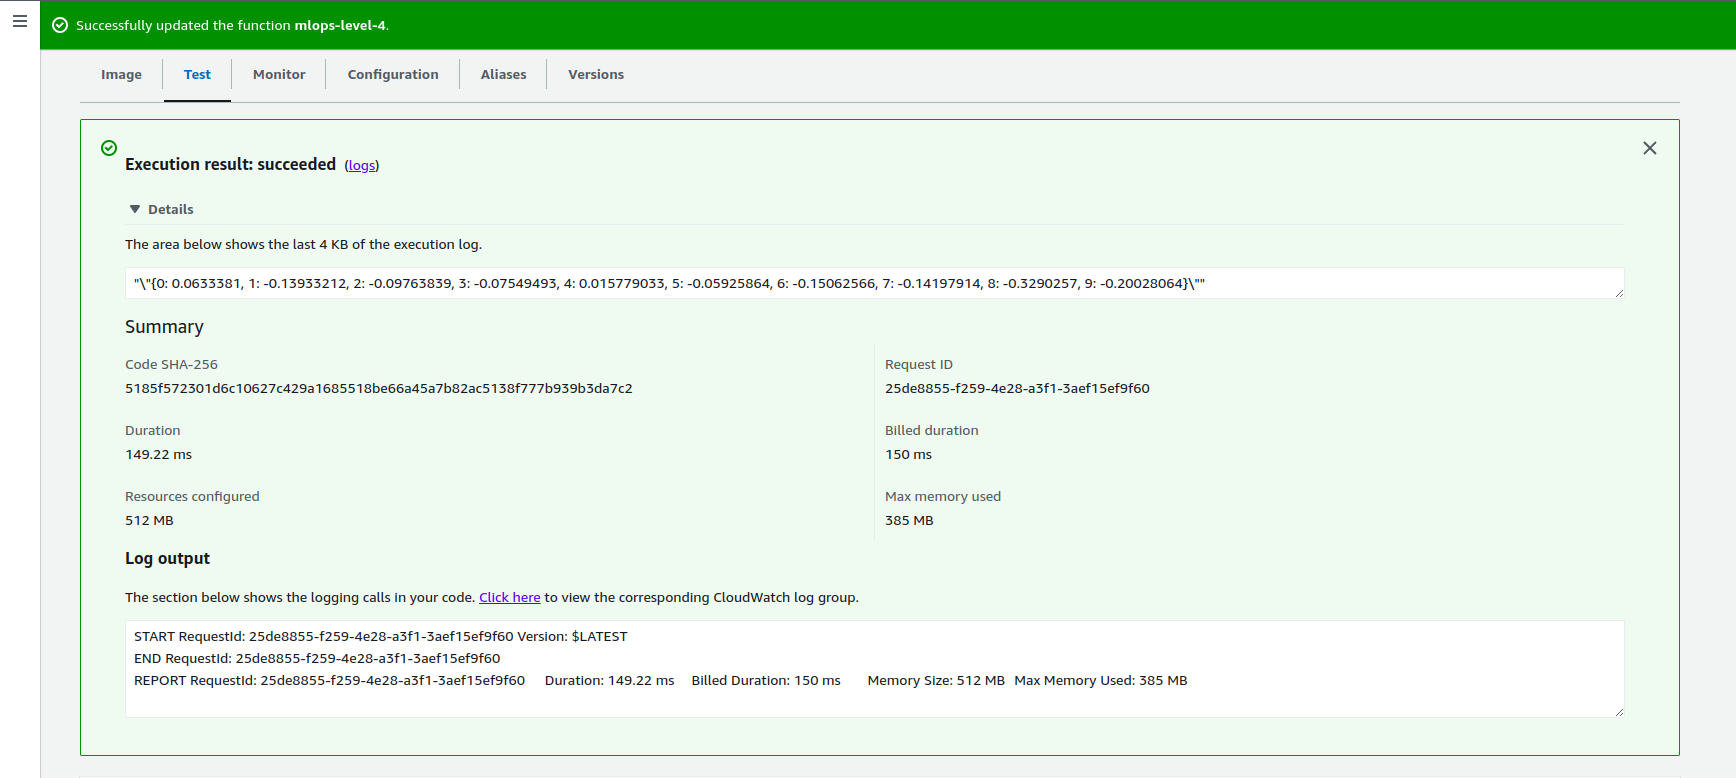 Successfully updated the function mlops-level-4.
Image Test Monitor Configuration Aliases Versions
Execution result: succeeded (logs)
Details
The area below shows the last 4 KB of the execution log.
"\"{0: 0.0633381, 1: -0.13933212, 2: -0.09763839, 3: -0.07549493, 4: 0.015779033, 5: -0.05925864, 6: -0.15062566, 7: -0.14197914, 8: -0.3290257, 9: -0.20028064}\""
Summary
Code SHA-256
5185f572301d6c10627c429a1685518be66a45a7b82ac5138f777b939b3da7c2
Request ID
25de8855-f259-4e28-a3f1-3aef15ef9f60
Duration
149.22 ms
Billed duration
150 ms
Resources configured
512 MB
Max memory used
385 MB
Log output
The section below shows the logging calls in your code. Click here to view the corresponding CloudWatch log group.
START RequestId: 25de8855-f259-4e28-a3f1-3aef15ef9f60 Version: $LATEST
END RequestId: 25de8855-f259-4e28-a3f1-3aef15ef9f60
REPORT RequestId: 25de8855-f259-4e28-a3f1-3aef15ef9f60 Duration: 149.22 ms Billed Duration: 150 ms Memory Size: 512 MB Max Memory Used: 385 MB